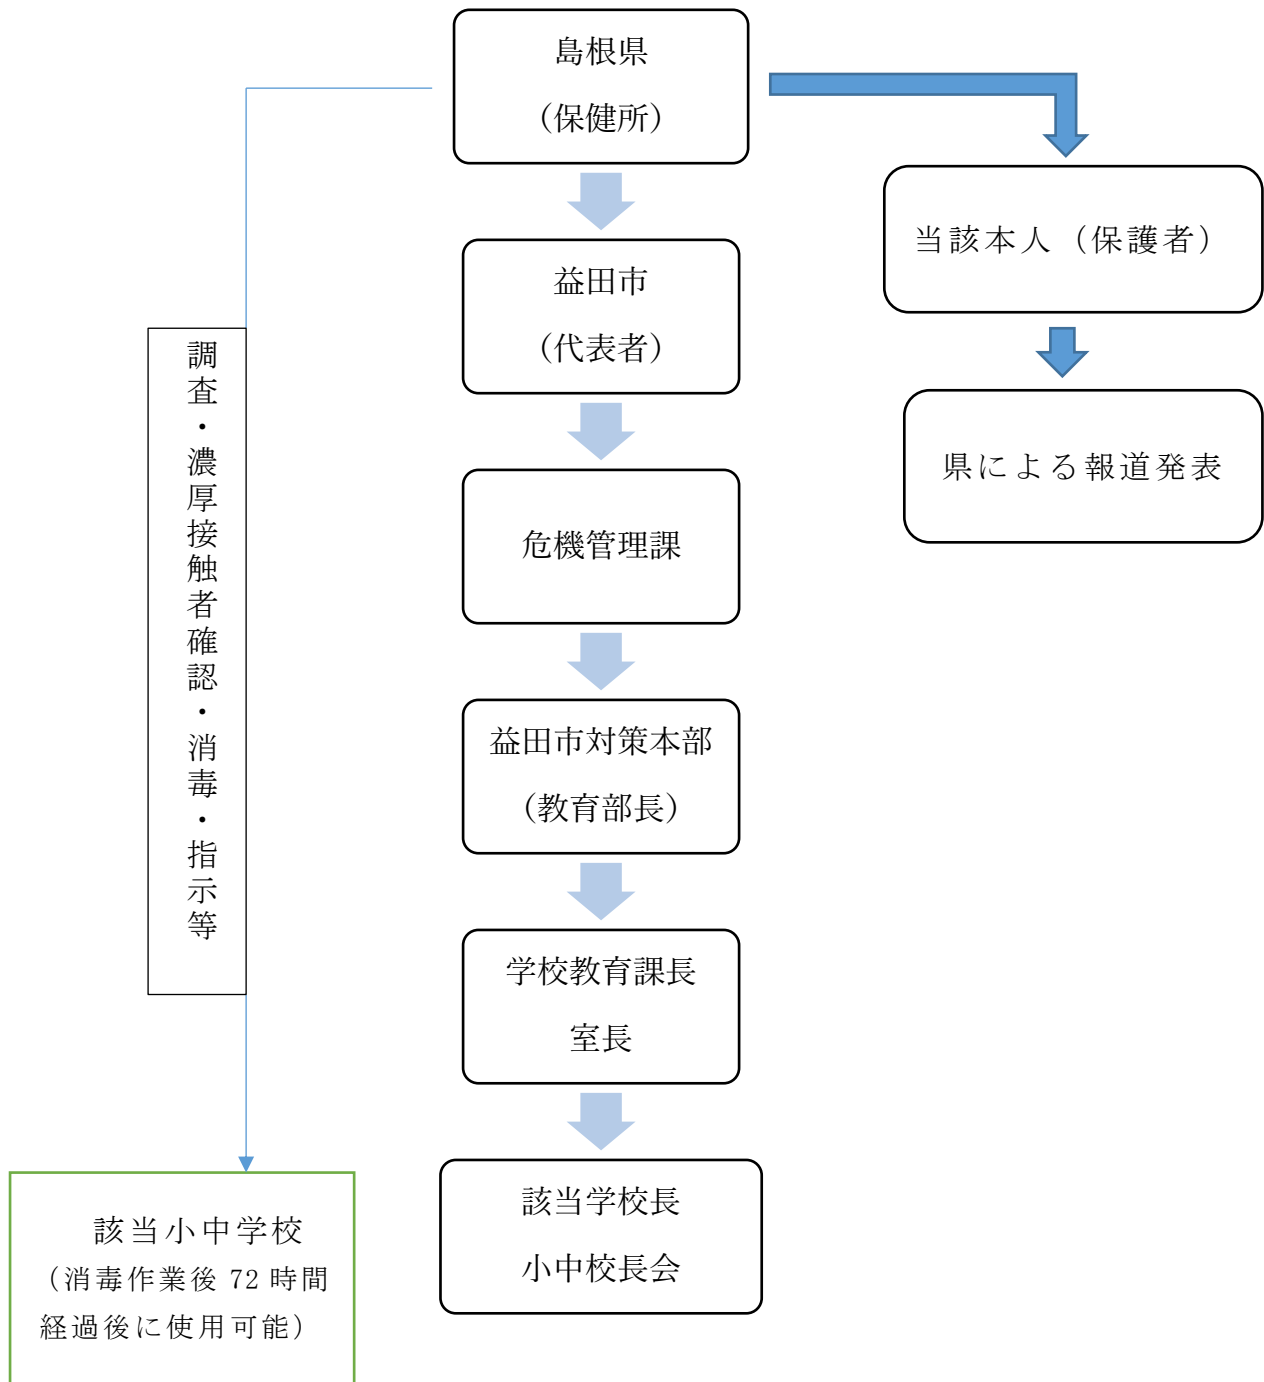 島根県
（保健所）
当該本人（保護者）
益田市
（代表者）
調査・濃厚接触者確認・消毒・指示等
県による報道発表
危機管理課
益田市対策本部
（教育部長）
学校教育課長
室長
該当学校長
小中校長会
該当小中学校
（消毒作業後 72 時間
経過後に使用可能）